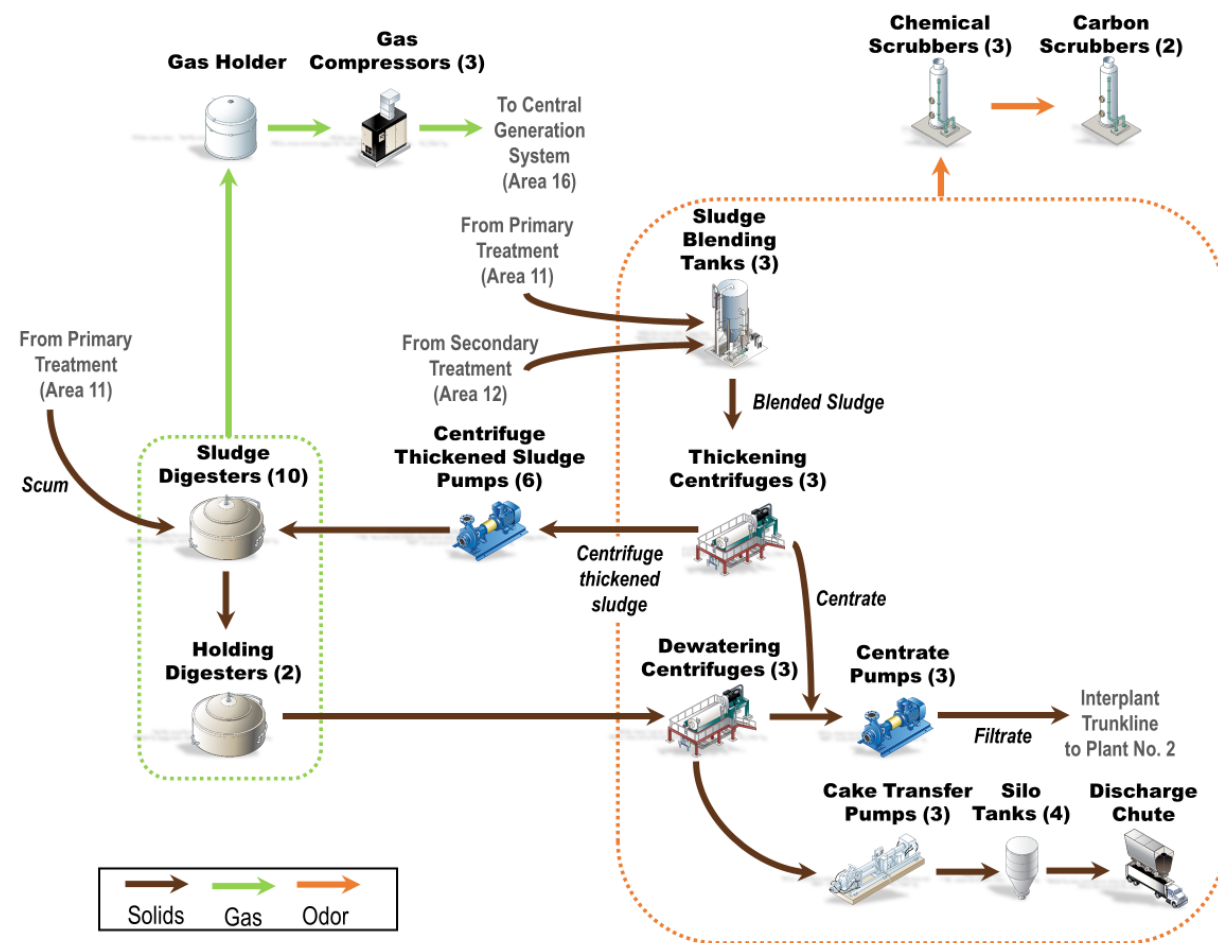 Gas Holder
Gas
Compressors (3)
To Central
Generation
System
(Area 16)
Chemical
Scrubbers (3)
Carbon
Scrubbers (2)
From Primary
Treatment
(Area 11)
Sludge
Blending
Tanks (3)
From Primary
Treatment
(Area 11)
From Secondary
Treatment
(Area 12)
Blended Sludge
Scum
Sludge
Digesters (10)
Centrifuge
Thickened Sludge
Pumps (6)
Thickening
Centrifuges (3)
Centrifuge
thickened
sludge
Centrate
Holding
Digesters (2)
Dewatering
Centrifuges (3)
Centrate
Pumps (3)
Filtrate
Interplant
Trunkline
to Plant No. 2
Cake Transfer
Pumps (3)
Silo
Tanks (4)
Discharge
Chute
Solids
Gas
Odor